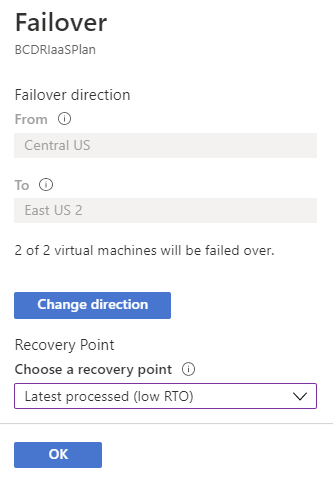 Failover
BCDRIaaSPlan
Failover direction
From
Central US
To
East US 2
2 of 2 virtual machines will be failed over.
Change direction
Recovery Point
Choose a recovery point
Latest processed (low RTO)
OK